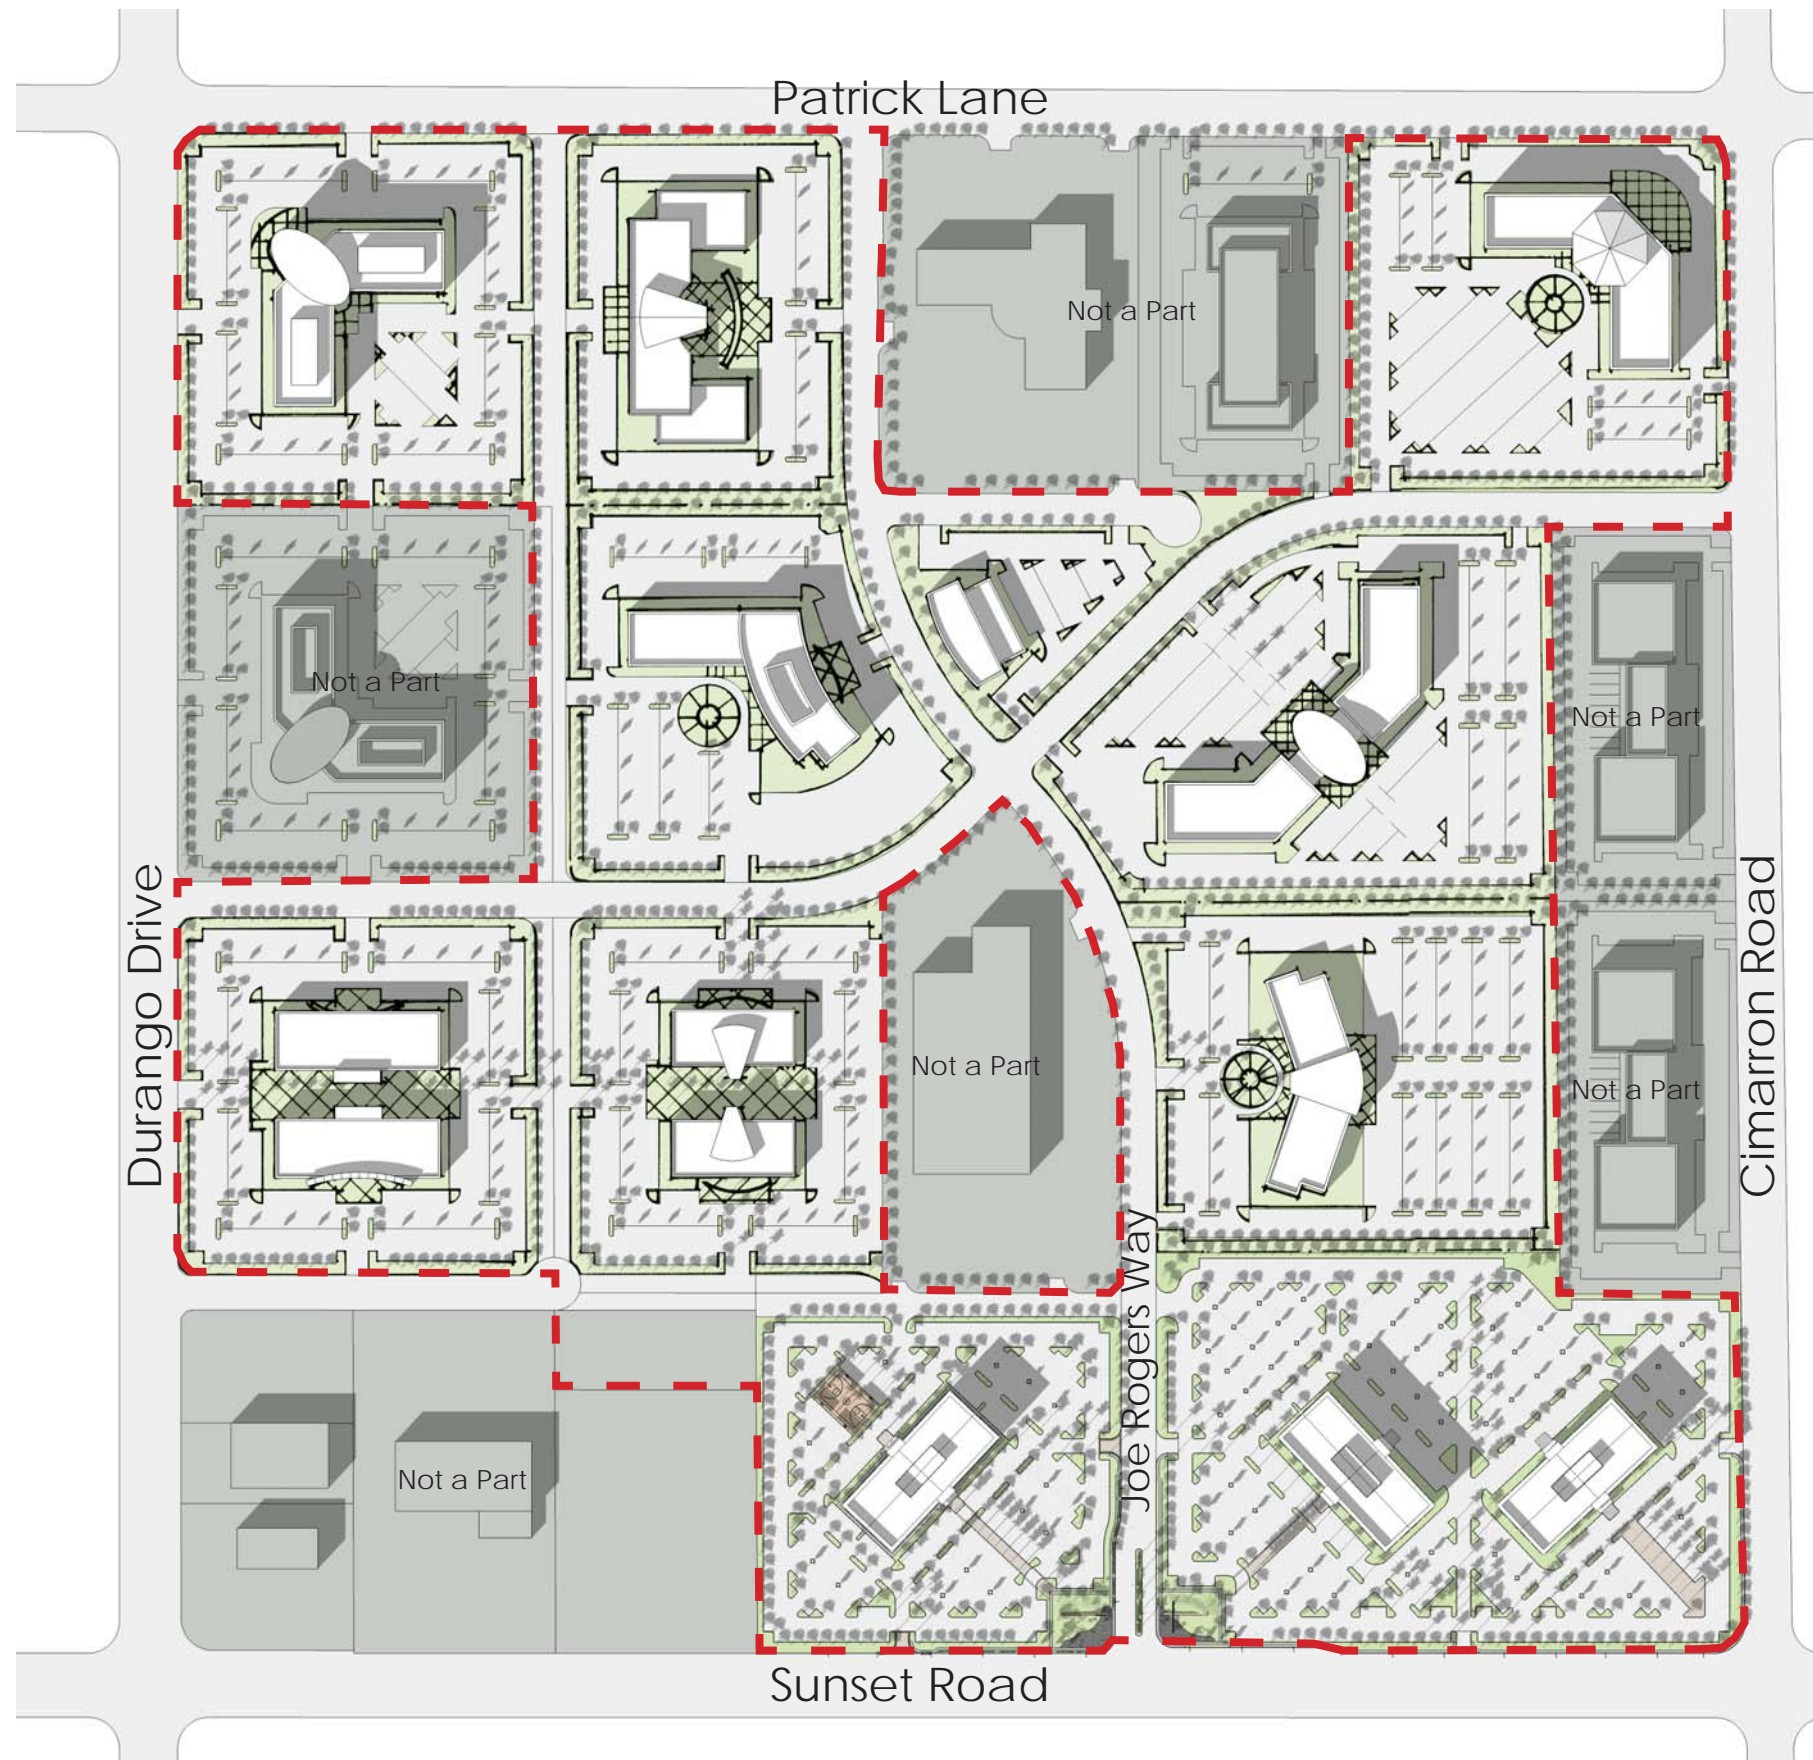 Patrick Lane
Not a Part
Not a Part
Not a Part
Durango Drive
Cimarron Road
Not a Part
Not a Part
Joe Rogers Way
Not a Part
Sunset Road